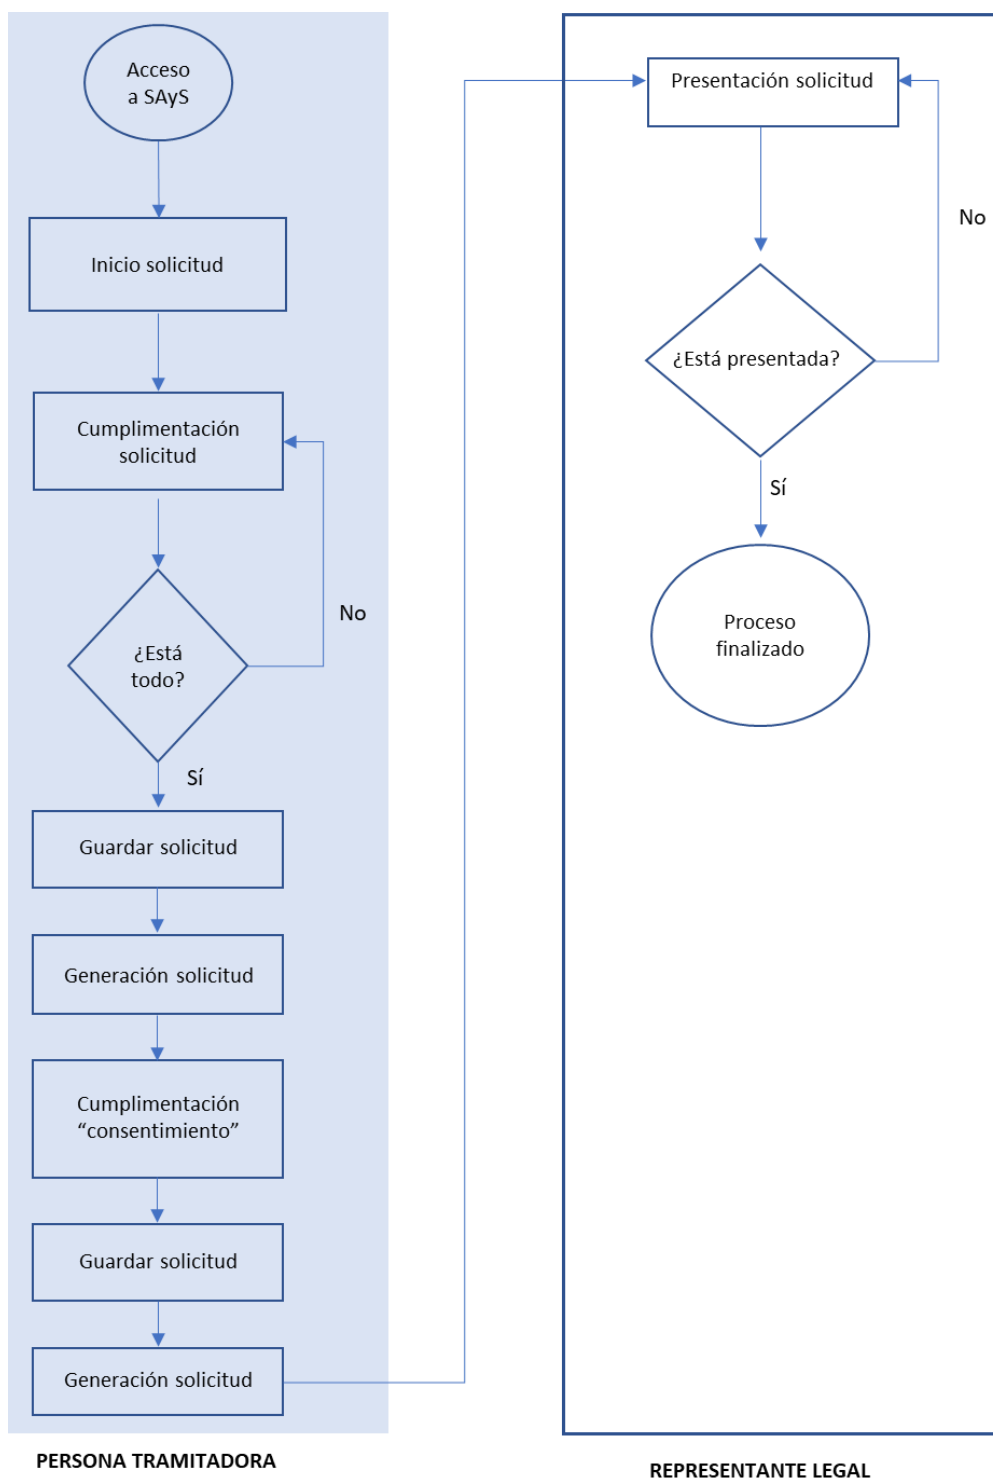 Acceso
a SAyS
Inicio solicitud
Cumplimentación
solicitud
No
¿Está
todo?
Sí
Guardar solicitud
Generación solicitud
Cumplimentación
“consentimiento”
Guardar solicitud
Generación solicitud
PERSONA TRAMITADORA
Presentación solicitud
No
¿Está presentada?
Sí
Proceso
finalizado
REPRESENTANTE LEGAL